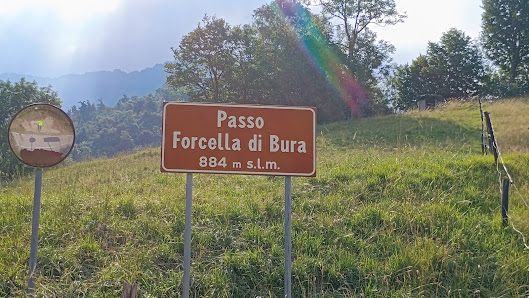 Passo
Forcella di Bura
884 m s.l.m.